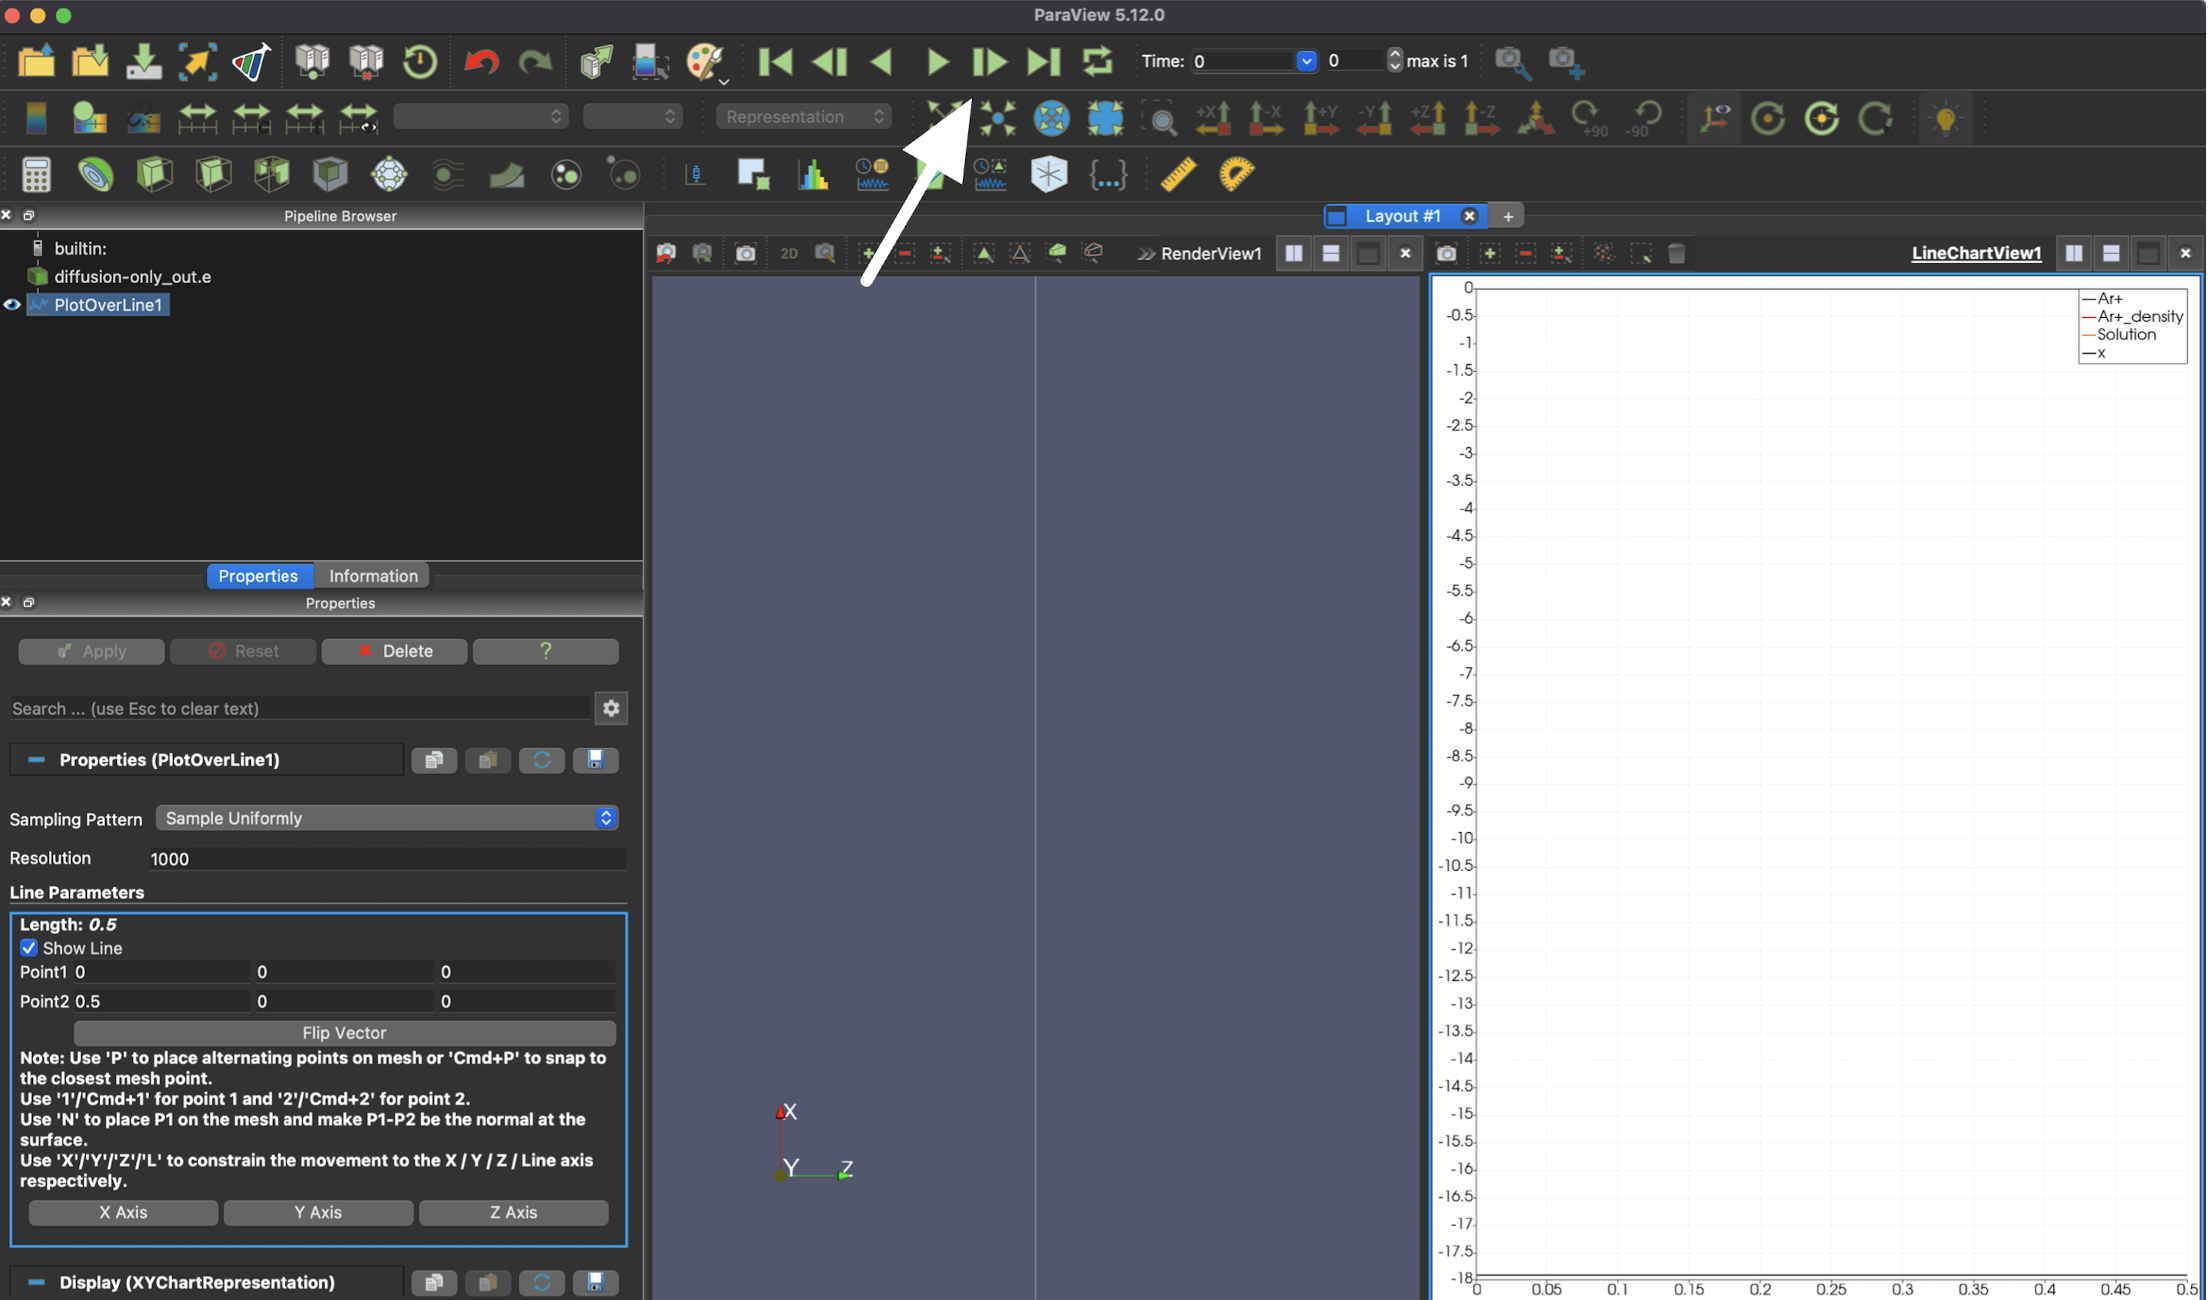 ParaView 5.12.0
Time: 0 0 max is 1
Representation
+X -X +Y -Y +Z -Z +90 -90
Pipeline Browser
builtin:
diffusion-only_out.e
PlotOverLine1
Layout #1 +
2D RenderView1
LineChartView1
Ar+
Ar+_density
Solution
x
0
-0.5
-1
-1.5
-2
-2.5
-3
-3.5
-4
-4.5
-5
-5.5
-6
-6.5
-7
-7.5
-8
-8.5
-9
-9.5
-10
-10.5
-11
-11.5
-12
-12.5
-13
-13.5
-14
-14.5
-15
-15.5
-16
-16.5
-17
-17.5
-18
0 0.05 0.1 0.15 0.2 0.25 0.3 0.35 0.4 0.45 0.5
X
Y Z
Properties Information
Properties
Apply Reset Delete ?
Search ... (use Esc to clear text)
Properties (PlotOverLine1)
Sampling Pattern Sample Uniformly
Resolution 1000
Line Parameters
Length: 0.5
Show Line
Point1 0 0 0
Point2 0.5 0 0
Flip Vector
Note: Use 'P' to place alternating points on mesh or 'Cmd+P' to snap to
the closest mesh point.
Use '1'/'Cmd+1' for point 1 and '2'/'Cmd+2' for point 2.
Use 'N' to place P1 on the mesh and make P1-P2 be the normal at the
surface.
Use 'X'/'Y'/'Z'/'L' to constrain the movement to the X / Y / Z / Line axis
respectively.
X Axis Y Axis Z Axis
Display (XYChartRepresentation)